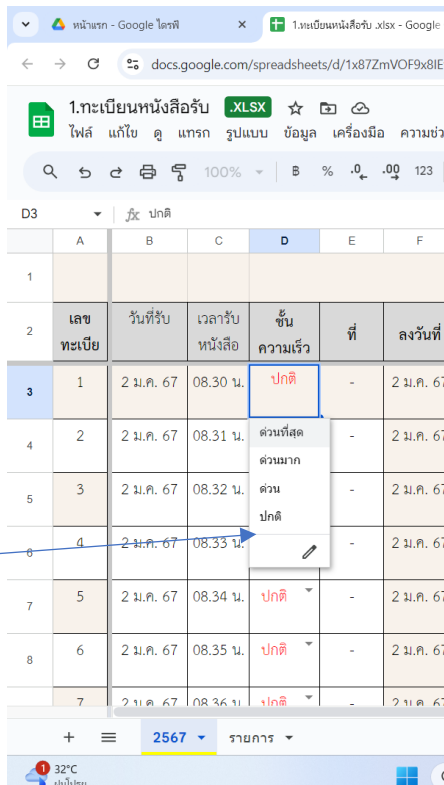 หน้าแรก - Google ไดรฟ์
1.ทะเบียนหนังสือรับ .xlsx - Google
docs.google.com/spreadsheets/d/1x87ZmVOF9x8IE
1.ทะเบียนหนังสือรับ .XLSX
ไฟล์ แก้ไข ดู แทรก รูปแบบ ข้อมูล เครื่องมือ ความช่ว
100% ฿ % .0 .00 123
D3 fx ปกติ
A B C D E F
1
2 เลขทะเบีย วันที่รับ เวลารับหนังสือ ชั้นความเร็ว ที่ ลงวันที่
3 1 2 ม.ค. 67 08.30 น. ปกติ - 2 ม.ค. 67
4 2 2 ม.ค. 67 08.31 น. - 2 ม.ค. 67
ด่วนที่สุด
ด่วนมาก
5 3 2 ม.ค. 67 08.32 น. - 2 ม.ค. 67
ด่วน
ปกติ
6 4 2 ม.ค. 67 08.33 น. - 2 ม.ค. 67
7 5 2 ม.ค. 67 08.34 น. ปกติ - 2 ม.ค. 67
8 6 2 ม.ค. 67 08.35 น. ปกติ - 2 ม.ค. 67
7 2 ม.ค. 67 08.36 น. ปกติ - 2 ม.ค. 67
2567 รายการ
1 32°C